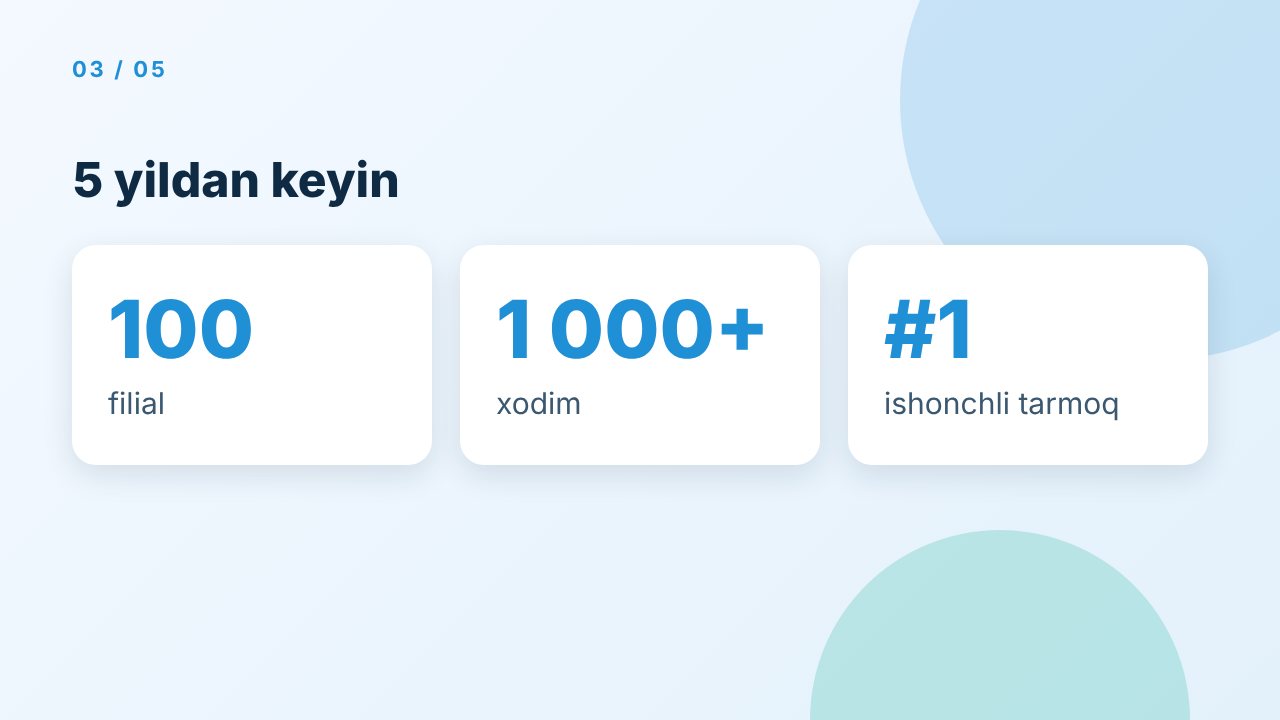 03 / 05
5 yildan keyin
100
filial
1 000+
xodim
#1
ishonchli tarmoq